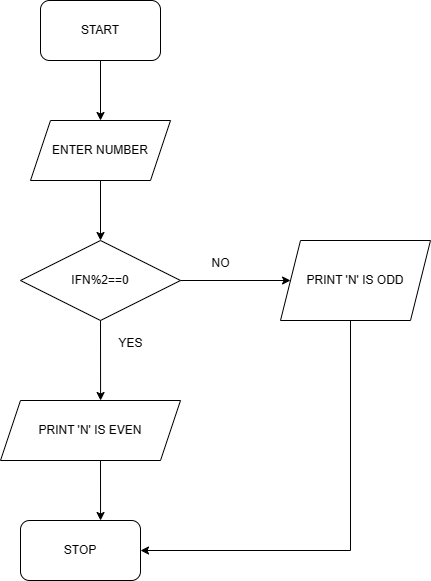 START
ENTER NUMBER
IFN%2==0
NO
PRINT 'N' IS ODD
YES
PRINT 'N' IS EVEN
STOP